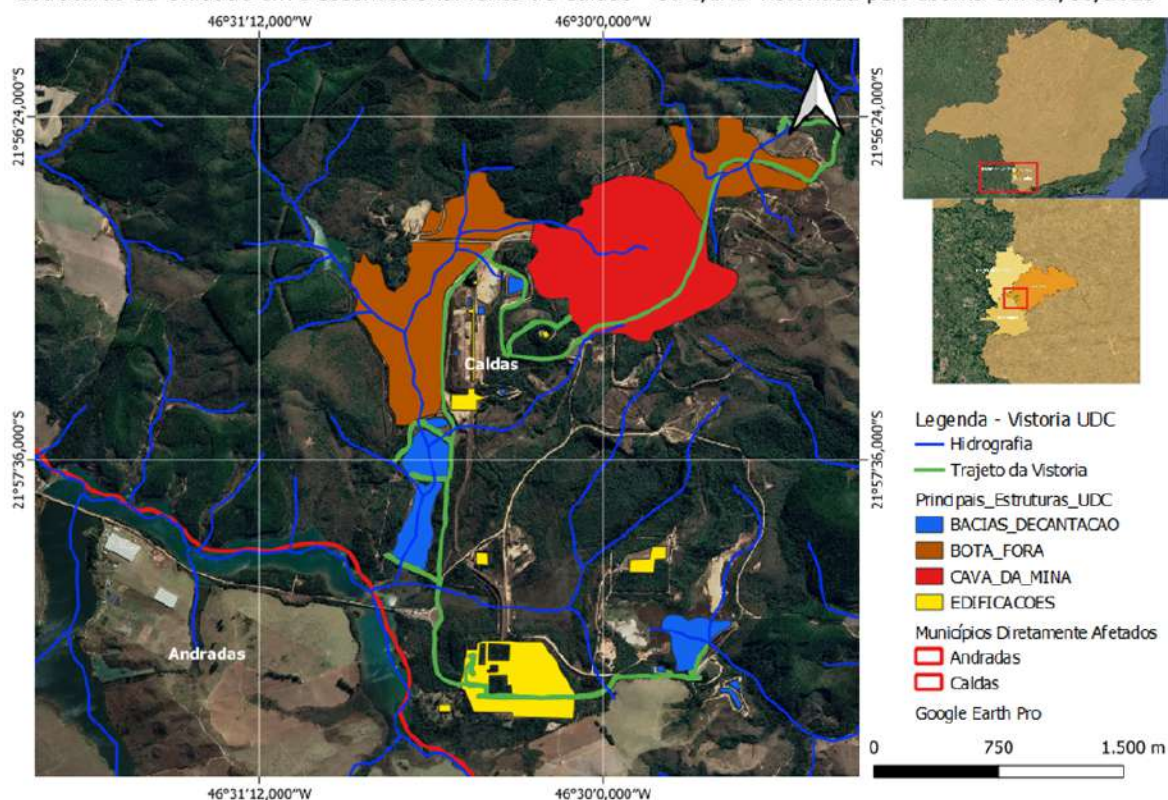 46°31'12,000"W
46°30'0,000"W
21°56'24,000"S
21°56'24,000"S
Caldas
21°57'36,000"S
21°57'36,000"S
Andradas
46°31'12,000"W
46°30'0,000"W
Legenda - Vistoria UDC
Hidrografia
Trajeto da Vistoria
Principais_Estruturas_UDC
BACIAS_DECANTACAO
BOTA_FORA
CAVA_DA_MINA
EDIFICACOES
Municípios Diretamente Afetados
Andradas
Caldas
Google Earth Pro
0 750 1.500 m